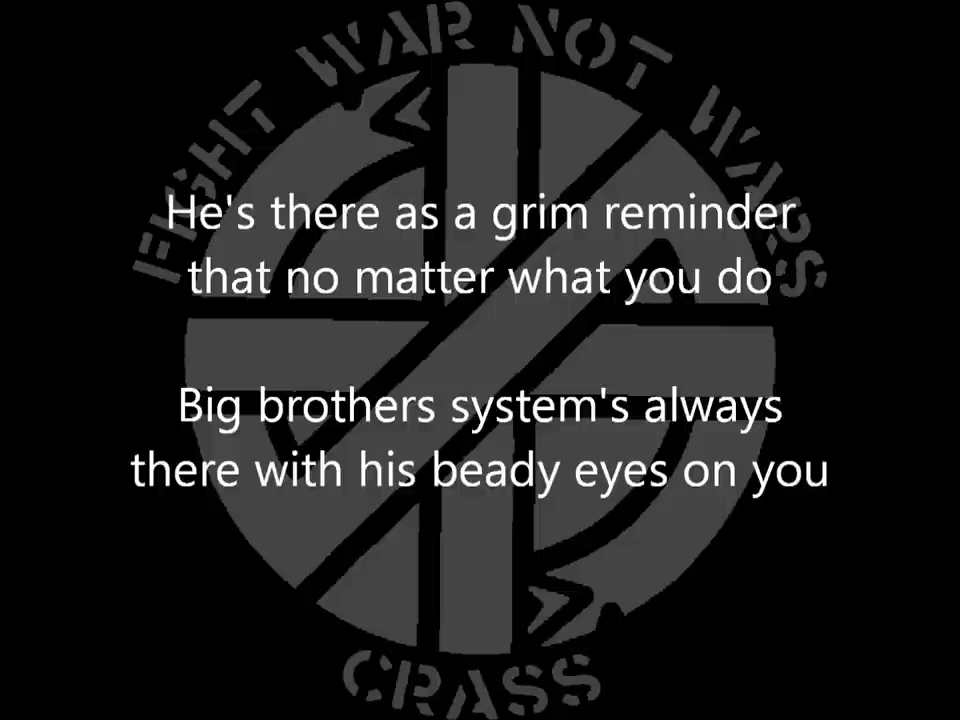 FIGHT WAR NOT WARS
He's there as a grim reminder
that no matter what you do
Big brothers system's always
there with his beady eyes on you
CRASS